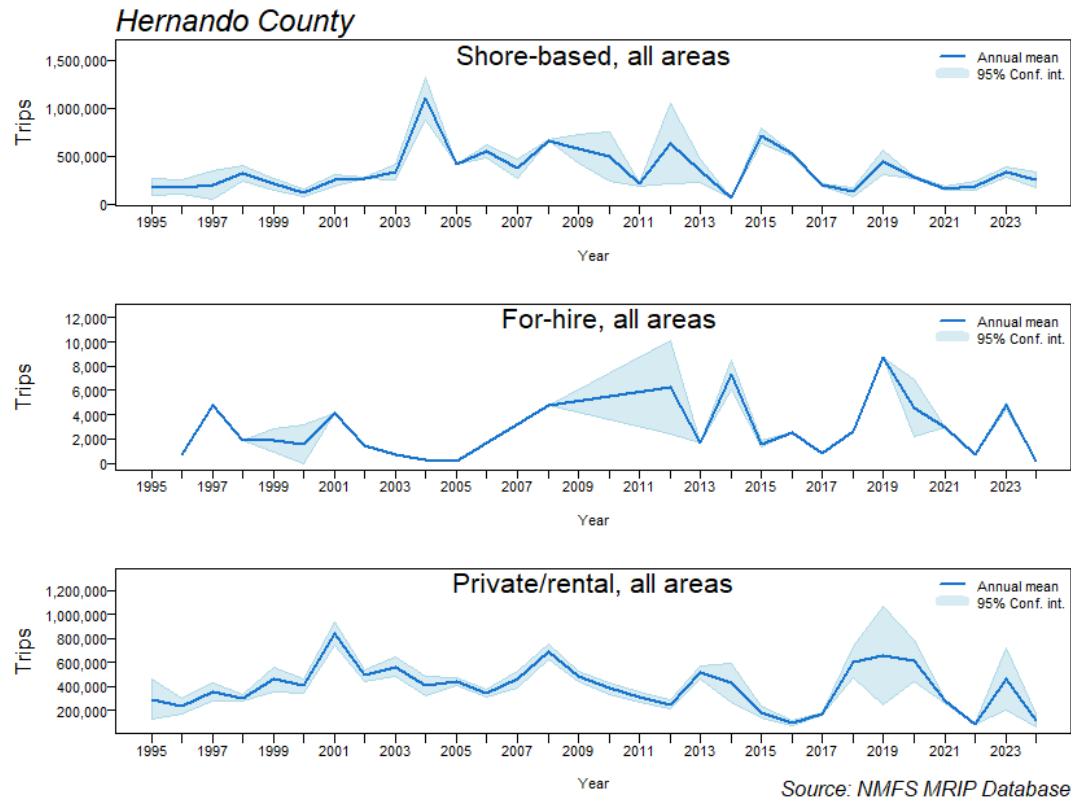 Hernando County
Shore-based, all areas
Annual mean
95% Conf. int.
Trips
1,500,000
1,000,000
500,000
0
1995 1997 1999 2001 2003 2005 2007 2009 2011 2013 2015 2017 2019 2021 2023
Year
For-hire, all areas
Annual mean
95% Conf. int.
Trips
12,000
10,000
8,000
6,000
4,000
2,000
0
1995 1997 1999 2001 2003 2005 2007 2009 2011 2013 2015 2017 2019 2021 2023
Year
Private/rental, all areas
Annual mean
95% Conf. int.
Trips
1,200,000
1,000,000
800,000
600,000
400,000
200,000
1995 1997 1999 2001 2003 2005 2007 2009 2011 2013 2015 2017 2019 2021 2023
Year
Source: NMFS MRIP Database